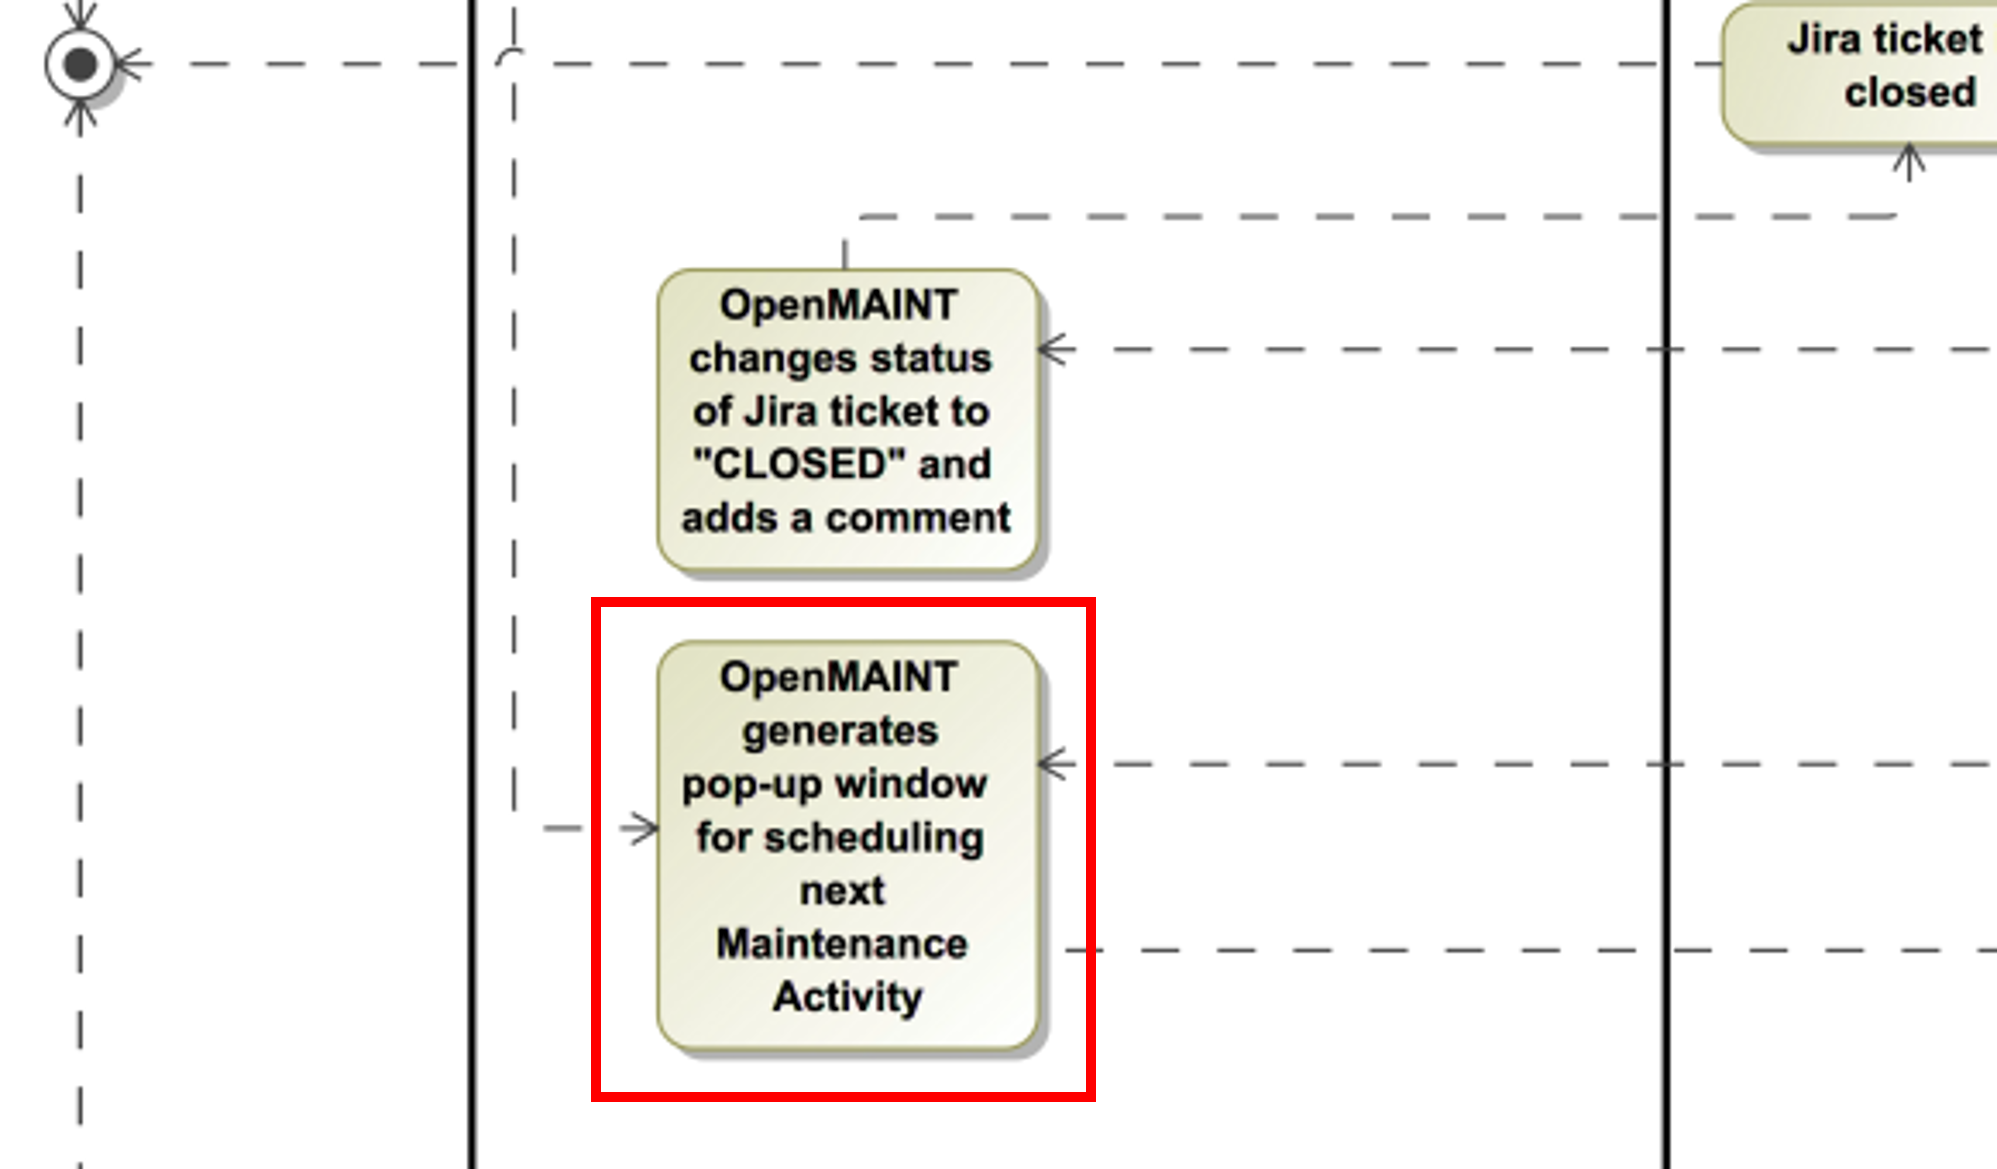 Jira ticket
closed
OpenMAINT
changes status
of Jira ticket to
"CLOSED" and
adds a comment
OpenMAINT
generates
pop-up window
for scheduling
next
Maintenance
Activity